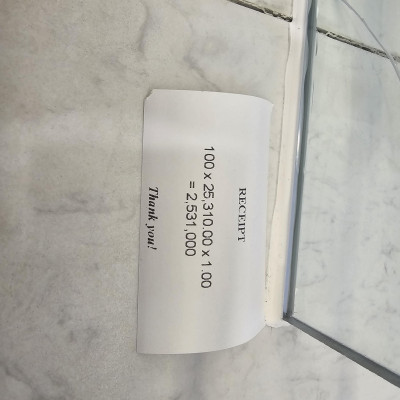 RECEIPT
100 x 25,310.00 x 1.00
= 2,531,000
Thank you!